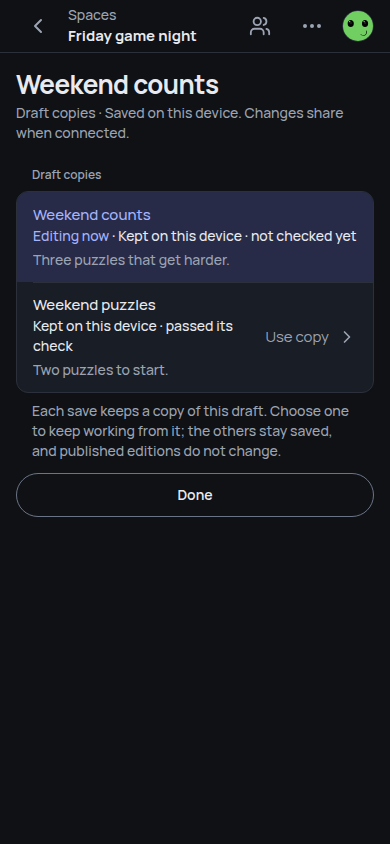 Spaces
Friday game night
Weekend counts
Draft copies · Saved on this device. Changes share
when connected.
Draft copies
Weekend counts
Editing now · Kept on this device · not checked yet
Three puzzles that get harder.
Weekend puzzles
Kept on this device · passed its
check
Use copy
Two puzzles to start.
Each save keeps a copy of this draft. Choose one
to keep working from it; the others stay saved,
and published editions do not change.
Done